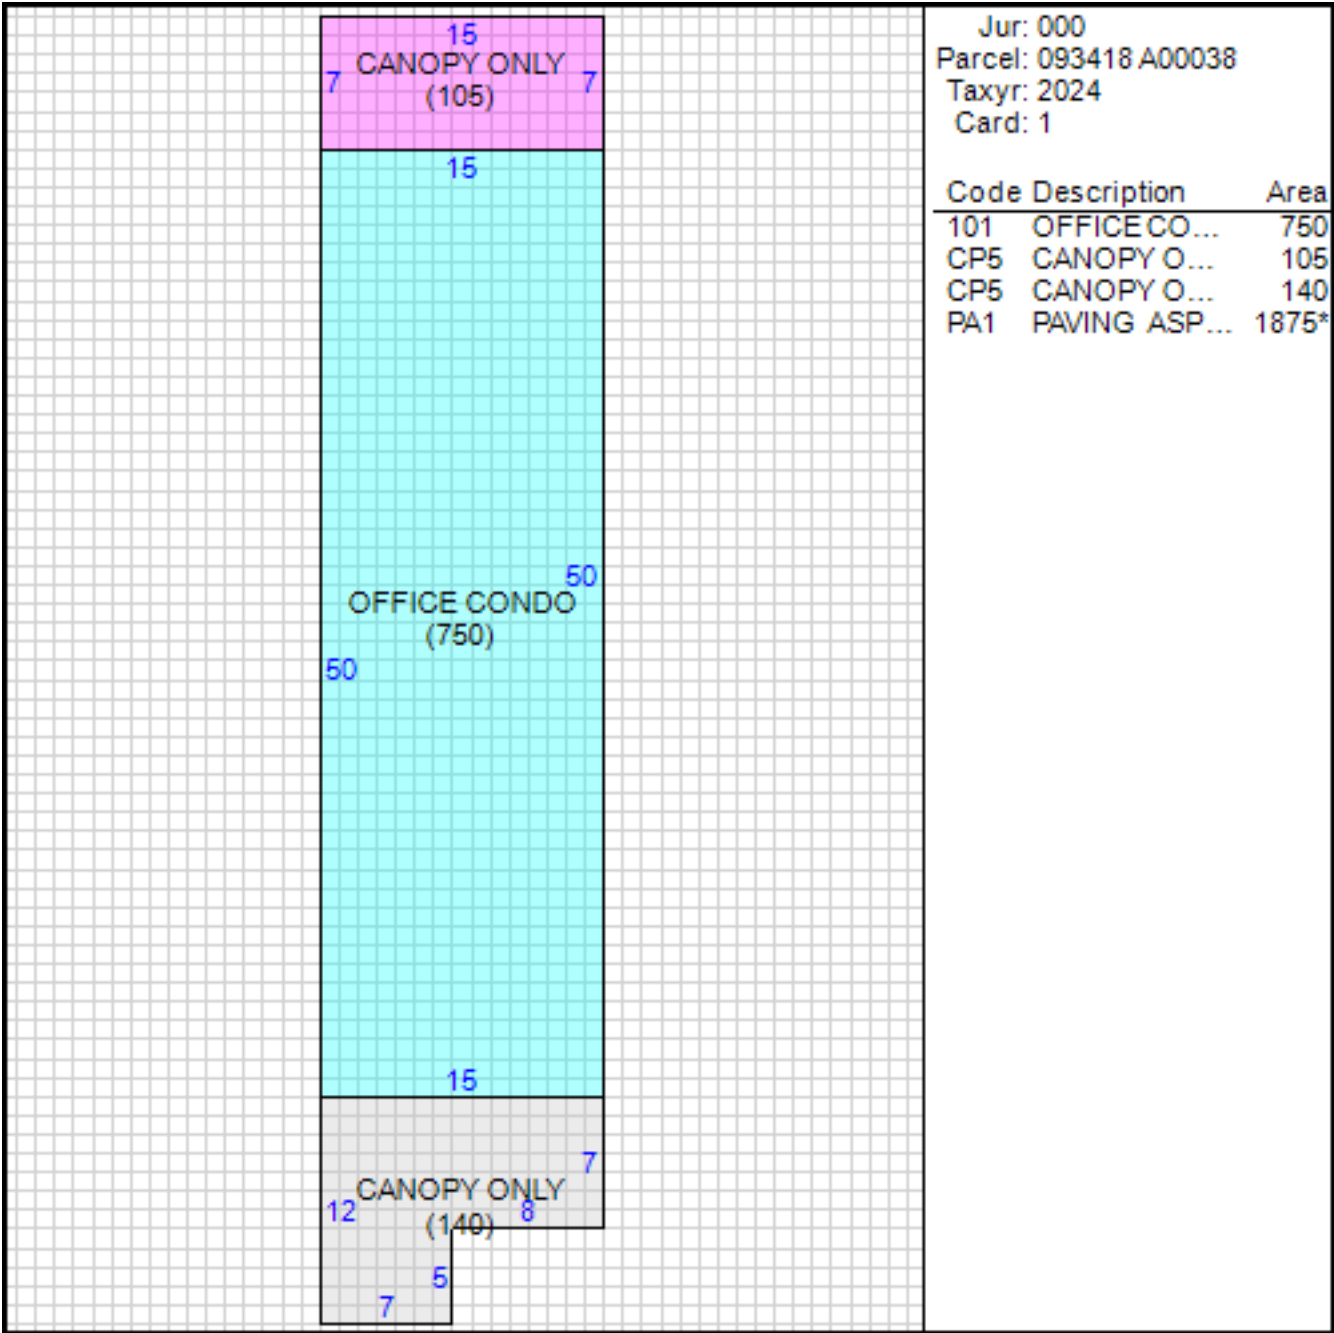 15
CANOPY ONLY
7
7
(105)
15
50
OFFICE CONDO
(750)
50
15
7
CANOPY ONLY
12
8
(140)
5
7
Jur: 000
Parcel: 093418 A00038
Taxyr: 2024
Card: 1
Code Description Area
101 OFFICE CO... 750
CP5 CANOPY O... 105
CP5 CANOPY O... 140
PA1 PAVING ASP... 1875*